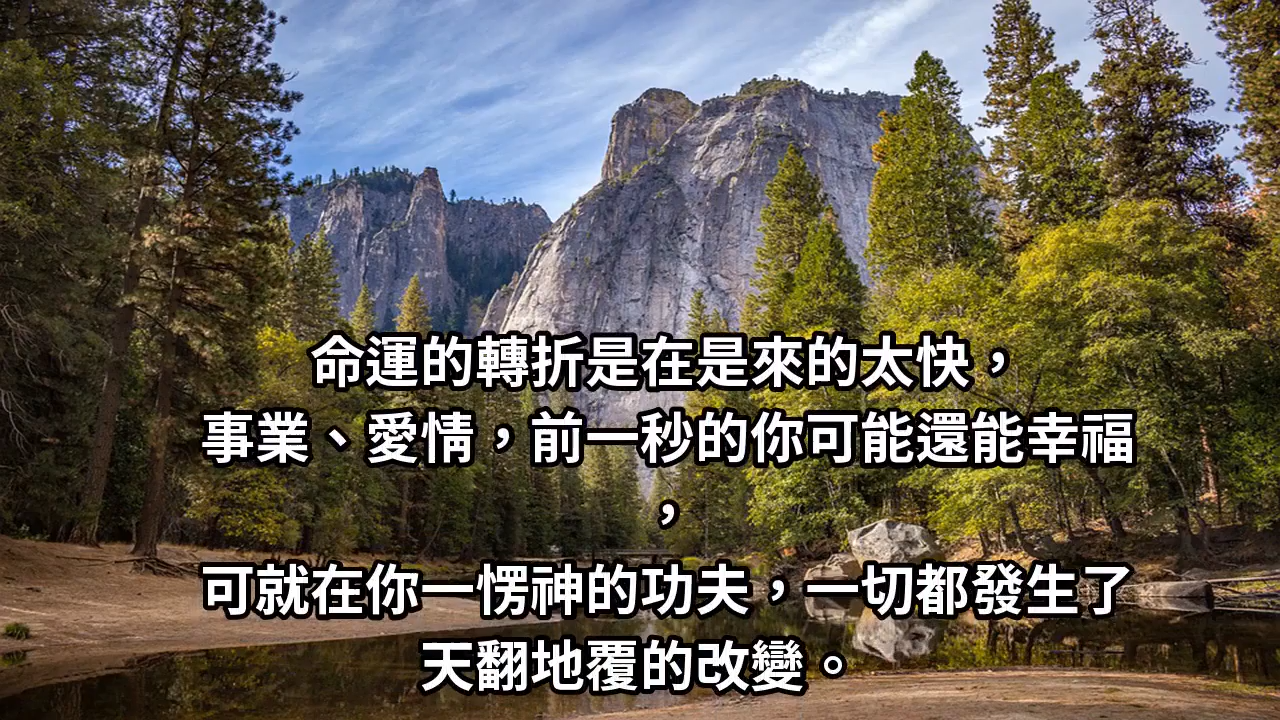 命運的轉折是在是來的太快，
事業、愛情，前一秒的你可能還能幸福
，
可就在你一愣神的功夫，一切都發生了
天翻地覆的改變。